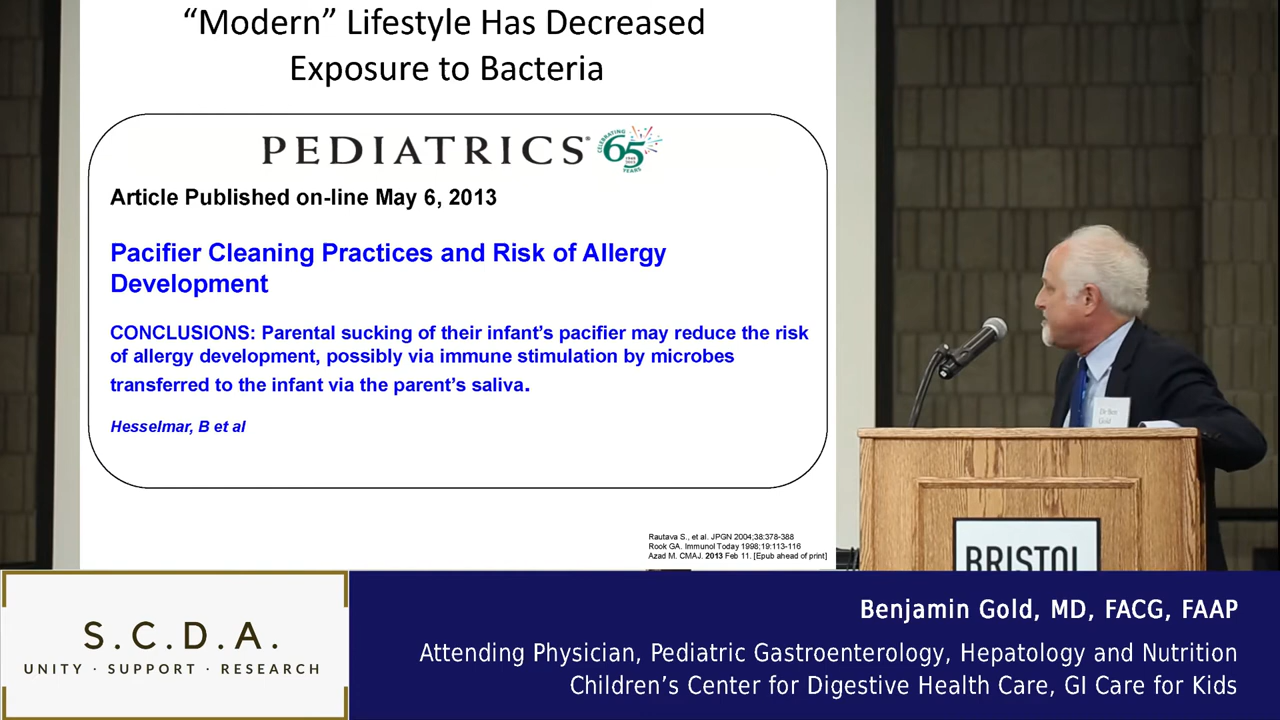 “Modern” Lifestyle Has Decreased
Exposure to Bacteria
PEDIATRICS®
CELEBRATING
65
YEARS
Article Published on-line May 6, 2013
Pacifier Cleaning Practices and Risk of Allergy
Development
CONCLUSIONS: Parental sucking of their infant’s pacifier may reduce the risk
of allergy development, possibly via immune stimulation by microbes
transferred to the infant via the parent’s saliva.
Hesselmar, B et al
Rautava S., et al. JPGN 2004;38:378-388
Rook GA. Immunol Today 1998;19:113-116
Azad M. CMAJ. 2013 Feb 11. [Epub ahead of print]
Dr Ben
Gold
BRISTOL
S.C.D.A.
UNITY · SUPPORT · RESEARCH
Benjamin Gold, MD, FACG, FAAP
Attending Physician, Pediatric Gastroenterology, Hepatology and Nutrition
Children’s Center for Digestive Health Care, GI Care for Kids